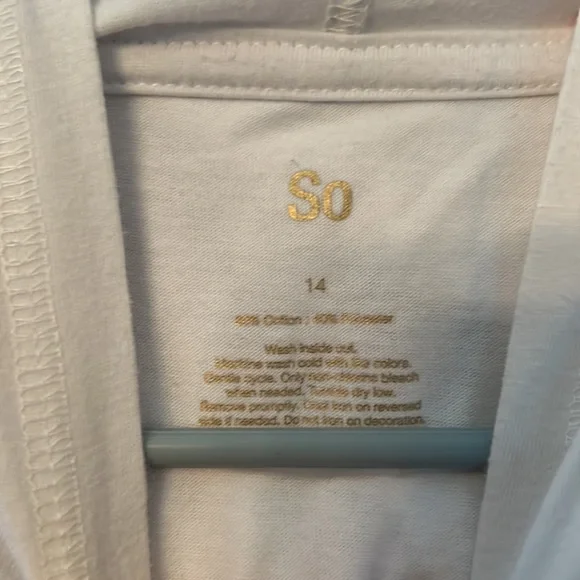 So
14
Cotton : 40% Polyester
Wash inside out.
Machine wash cold with like colors.
Gentle cycle. Only non-chlorine bleach
when needed. Tumble dry low.
Remove promptly. Cool iron on reversed
side if needed. Do not iron on decoration.